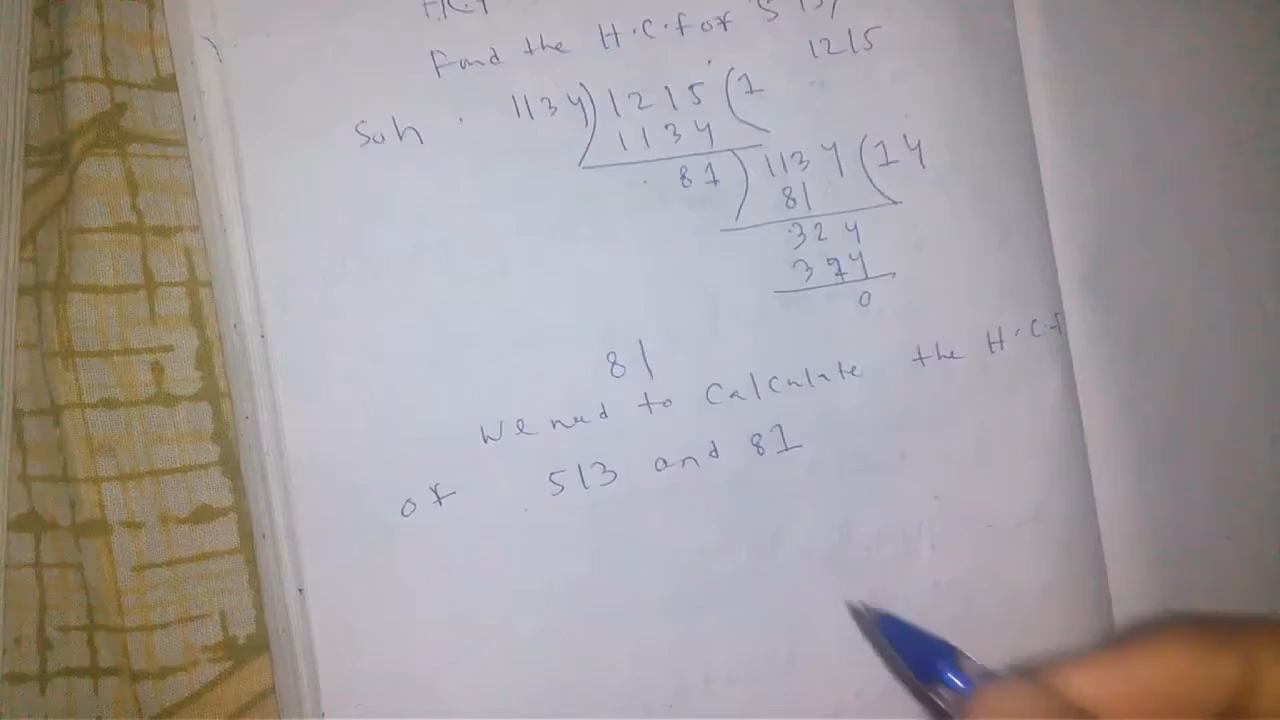 Find the H.C.f of 513,
1215
Soln. 1134)1215(1
1134
81)1134(14
81
324
324
0
81
We need to Calculate the H.C.f
of 513 and 81